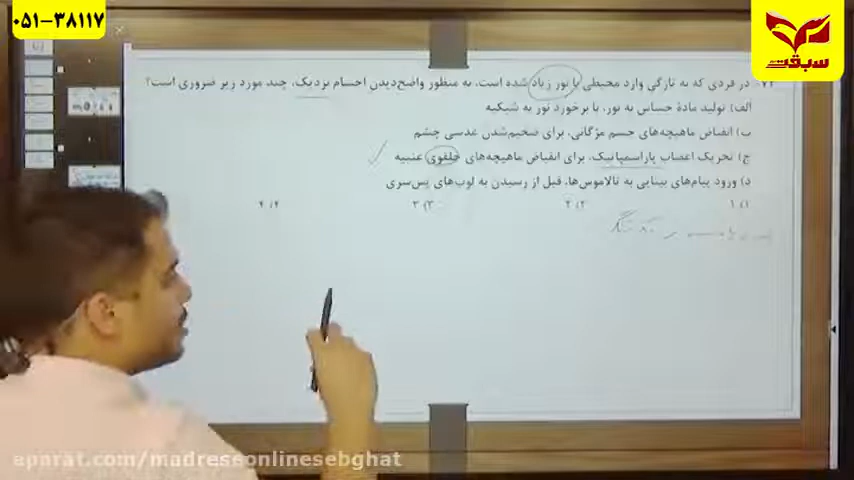 ۰۵۱-۳۸۱۱۷
سبقت
۷۲- در فردی که به تازگی وارد محیطی با نور زیاد شده است، به منظور واضح‌دیدن اجسام نزدیک، چند مورد زیر ضروری است؟
الف) تولید مادهٔ حساس به نور، با برخورد نور به شبکیه
ب) انقباض ماهیچه‌های جسم مژگانی، برای ضخیم‌شدن عدسی چشم
ج) تحریک اعصاب پاراسمپاتیک، برای انقباض ماهیچه‌های حلقوی عنبیه
د) ورود پیام‌های بینایی به تالاموس‌ها، قبل از رسیدن به لوب‌های پس‌سری
۱) ۱ ۲) ۲ ۳) ۳ ۴) ۴
aparat.com/madreseonlinesebghat